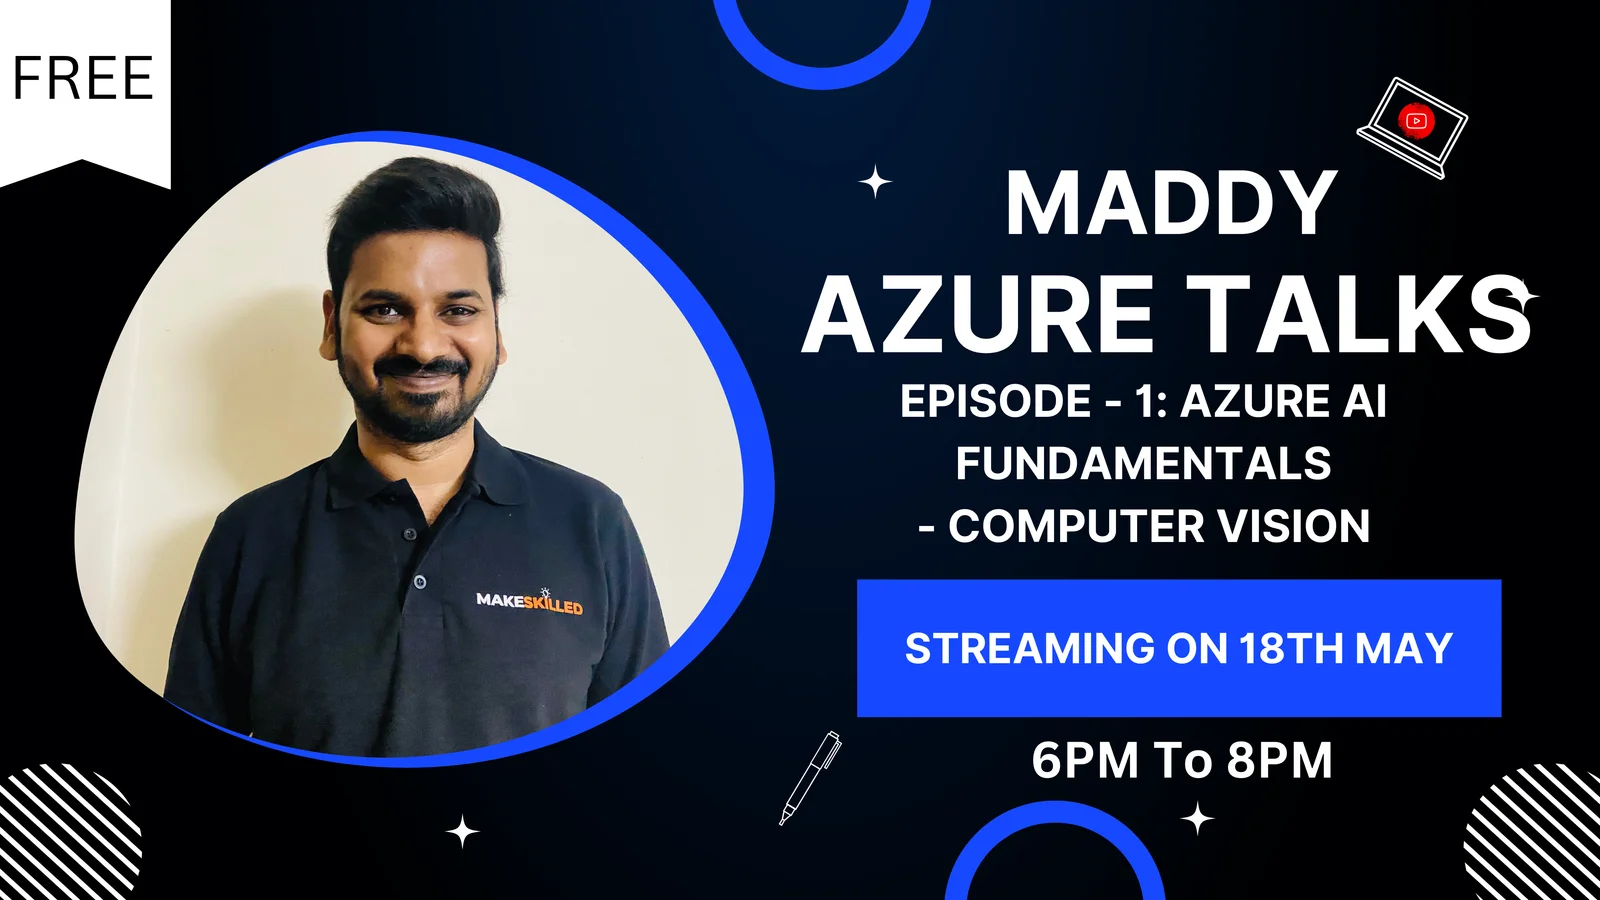 FREE
MADDY
AZURE TALKS
EPISODE - 1: AZURE AI
FUNDAMENTALS
- COMPUTER VISION
MAKESKILLED
STREAMING ON 18TH MAY
6PM To 8PM